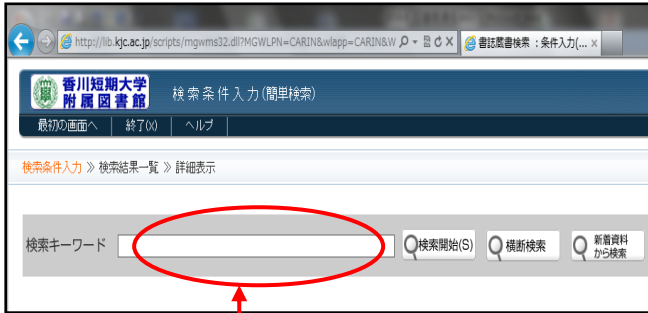 http://lib.kjc.ac.jp/scripts/mgwms32.dll?MGWLPN=CARIN&wlapp=CARIN&W
書誌蔵書検索 : 条件入力(...
香川短期大学
附属図書館
検索条件入力(簡単検索)
最初の画面へ
終了(X)
ヘルプ
検索条件入力 ≫ 検索結果一覧 ≫ 詳細表示
検索キーワード
検索開始(S)
横断検索
新着資料
から検索